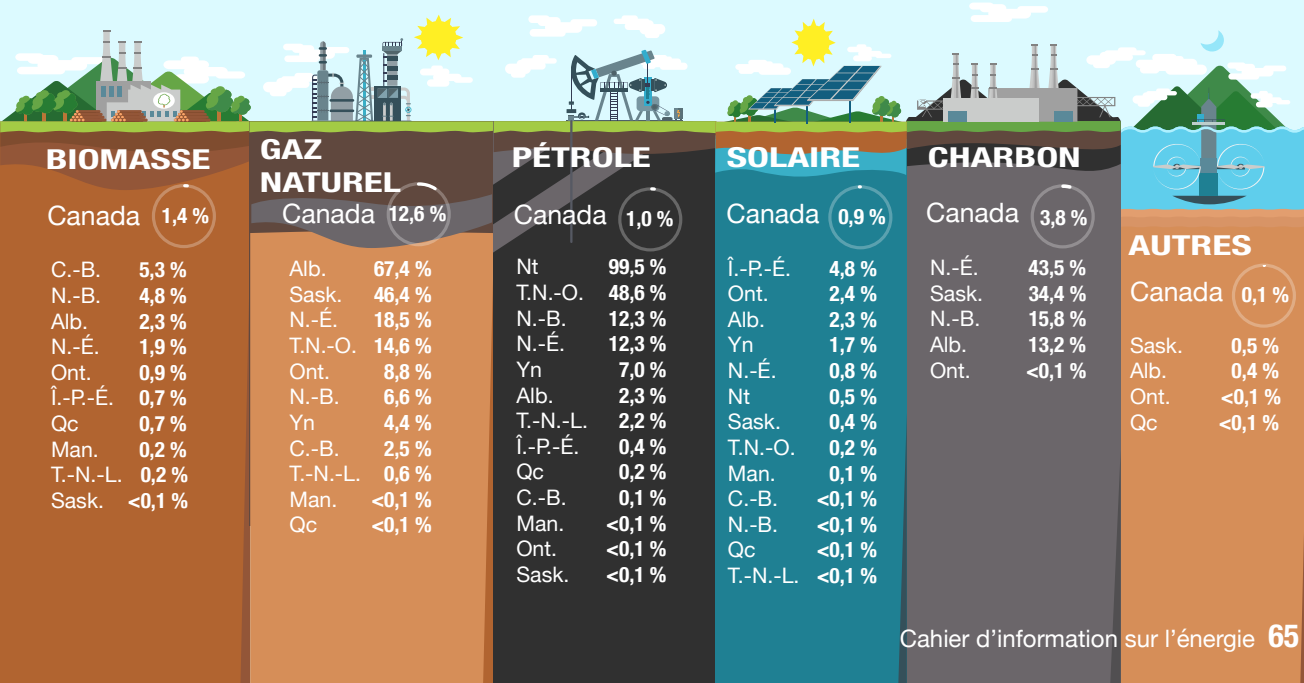 BIOMASSE
Canada 1,4 %
C.-B. 5,3 %
N.-B. 4,8 %
Alb. 2,3 %
N.-É. 1,9 %
Ont. 0,9 %
Î.-P.-É. 0,7 %
Qc 0,7 %
Man. 0,2 %
T.-N.-L. 0,2 %
Sask. <0,1 %
GAZ
NATUREL
Canada 12,6 %
Alb. 67,4 %
Sask. 46,4 %
N.-É. 18,5 %
T.N.-O. 14,6 %
Ont. 8,8 %
N.-B. 6,6 %
Yn 4,4 %
C.-B. 2,5 %
T.-N.-L. 0,6 %
Man. <0,1 %
Qc <0,1 %
PÉTROLE
Canada 1,0 %
Nt 99,5 %
T.N.-O. 48,6 %
N.-B. 12,3 %
N.-É. 12,3 %
Yn 7,0 %
Alb. 2,3 %
T.-N.-L. 2,2 %
Î.-P.-É. 0,4 %
Qc 0,2 %
C.-B. 0,1 %
Man. <0,1 %
Ont. <0,1 %
Sask. <0,1 %
SOLAIRE
Canada 0,9 %
Î.-P.-É. 4,8 %
Ont. 2,4 %
Alb. 2,3 %
Yn 1,7 %
N.-É. 0,8 %
Nt 0,5 %
Sask. 0,4 %
T.N.-O. 0,2 %
Man. 0,1 %
C.-B. <0,1 %
N.-B. <0,1 %
Qc <0,1 %
T.-N.-L. <0,1 %
CHARBON
Canada 3,8 %
N.-É. 43,5 %
Sask. 34,4 %
N.-B. 15,8 %
Alb. 13,2 %
Ont. <0,1 %
AUTRES
Canada 0,1 %
Sask. 0,5 %
Alb. 0,4 %
Ont. <0,1 %
Qc <0,1 %
Cahier d'information sur l'énergie 65